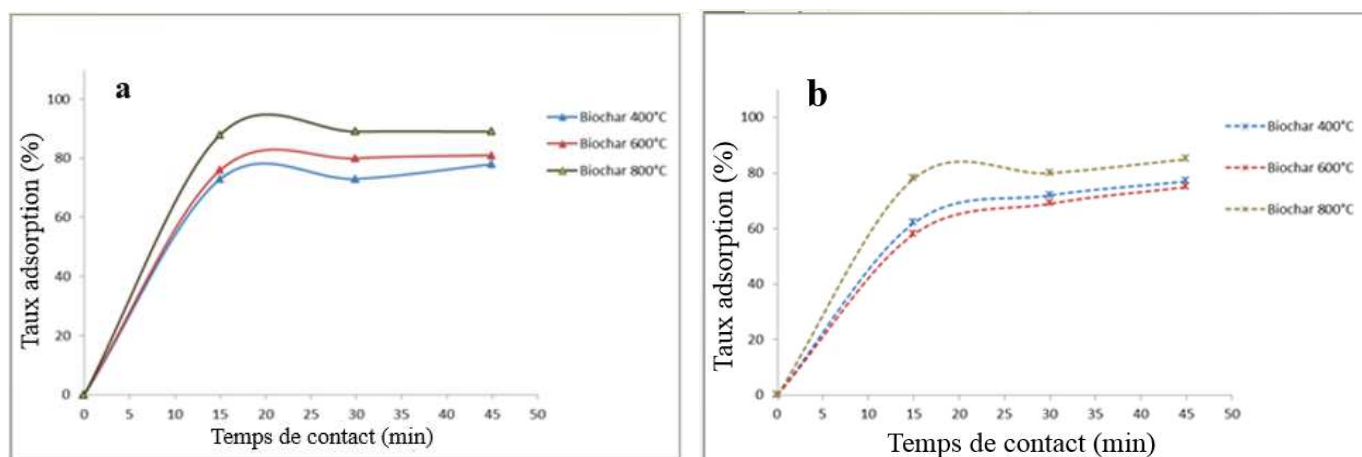 a
100
80
60
40
20
0
0 5 10 15 20 25 30 35 40 45 50
Taux adsorption (%)
Temps de contact (min)
Biochar 400°C
Biochar 600°C
Biochar 800°C
b
100
80
60
40
20
0
0 5 10 15 20 25 30 35 40 45 50
Taux adsorption (%)
Temps de contact (min)
Biochar 400°C
Biochar 600°C
Biochar 800°C